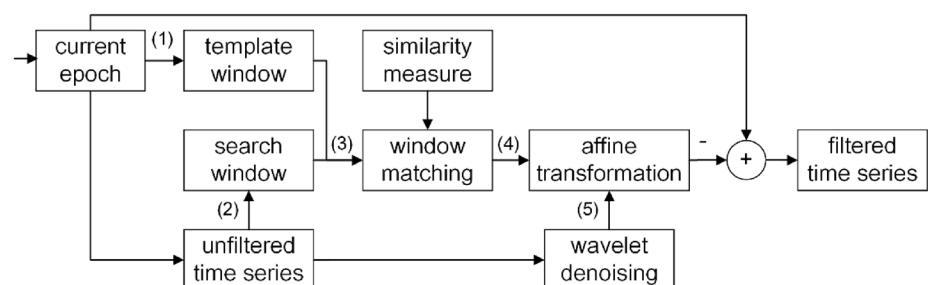 current
epoch
(1)
template
window
similarity
measure
search
window
(3)
window
matching
(4)
affine
transformation
-
+
filtered
time series
(2)
(5)
unfiltered
time series
wavelet
denoising